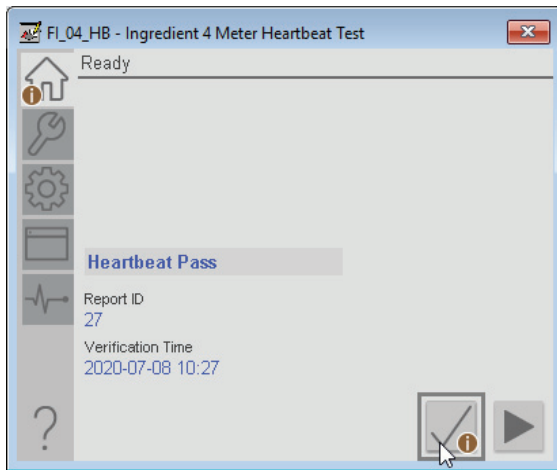 FI_04_HB - Ingredient 4 Meter Heartbeat Test
Ready
Heartbeat Pass
Report ID
27
Verification Time
2020-07-08 10:27
?